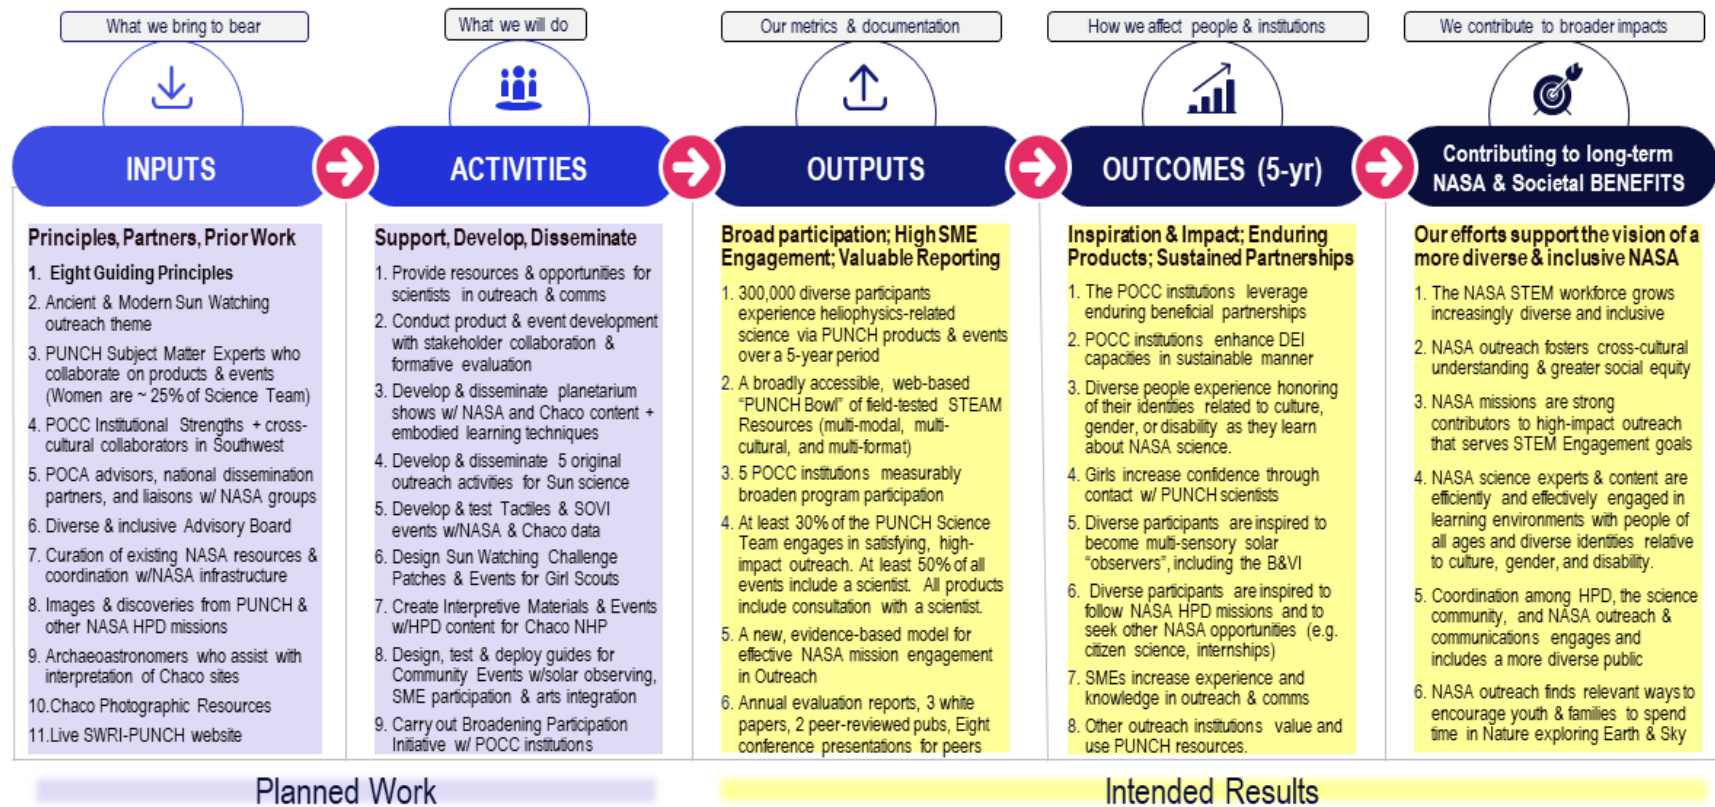 What we bring to bear
What we will do
Our metrics & documentation
How we affect people & institutions
We contribute to broader impacts
INPUTS
ACTIVITIES
OUTPUTS
OUTCOMES (5-yr)
Contributing to long-term
NASA & Societal BENEFITS
Principles, Partners, Prior Work
1. Eight Guiding Principles
2. Ancient & Modern Sun Watching
outreach theme
3. PUNCH Subject Matter Experts who
collaborate on products & events
(Women are ~ 25% of Science Team)
4. POCC Institutional Strengths + cross-
cultural collaborators in Southwest
5. POCA advisors, national dissemination
partners, and liaisons w/ NASA groups
6. Diverse & inclusive Advisory Board
7. Curation of existing NASA resources &
coordination w/NASA infrastructure
8. Images & discoveries from PUNCH &
other NASA HPD missions
9. Archaeoastronomers who assist with
interpretation of Chaco sites
10.Chaco Photographic Resources
11.Live SWRI-PUNCH website
Support, Develop, Disseminate
1. Provide resources & opportunities for
scientists in outreach & comms
2. Conduct product & event development
with stakeholder collaboration &
formative evaluation
3. Develop & disseminate planetarium
shows w/ NASA and Chaco content +
embodied learning techniques
4. Develop & disseminate 5 original
outreach activities for Sun science
5. Develop & test Tactiles & SOVI
events w/NASA & Chaco data
6. Design Sun Watching Challenge
Patches & Events for Girl Scouts
7. Create Interpretive Materials & Events
w/HPD content for Chaco NHP
8. Design, test & deploy guides for
Community Events w/solar observing,
SME participation & arts integration
9. Carry out Broadening Participation
Initiative w/ POCC institutions
Broad participation; High SME
Engagement; Valuable Reporting
1. 300,000 diverse participants
experience heliophysics-related
science via PUNCH products & events
over a 5-year period
2. A broadly accessible, web-based
“PUNCH Bowl” of field-tested STEAM
Resources (multi-modal, multi-
cultural, and multi-format)
3. 5 POCC institutions measurably
broaden program participation
4. At least 30% of the PUNCH Science
Team engages in satisfying, high-
impact outreach. At least 50% of all
events include a scientist. All products
include consultation with a scientist.
5. A new, evidence-based model for
effective NASA mission engagement
in Outreach
6. Annual evaluation reports, 3 white
papers, 2 peer-reviewed pubs, Eight
conference presentations for peers
Inspiration & Impact; Enduring
Products; Sustained Partnerships
1. The POCC institutions leverage
enduring beneficial partnerships
2. POCC institutions enhance DEI
capacities in sustainable manner
3. Diverse people experience honoring
of their identities related to culture,
gender, or disability as they learn
about NASA science.
4. Girls increase confidence through
contact w/ PUNCH scientists
5. Diverse participants are inspired to
become multi-sensory solar
“observers”, including the B&VI
6. Diverse participants are inspired to
follow NASA HPD missions and to
seek other NASA opportunities (e.g.
citizen science, internships)
7. SMEs increase experience and
knowledge in outreach & comms
8. Other outreach institutions value and
use PUNCH resources.
Our efforts support the vision of a
more diverse & inclusive NASA
1. The NASA STEM workforce grows
increasingly diverse and inclusive
2. NASA outreach fosters cross-cultural
understanding & greater social equity
3. NASA missions are strong
contributors to high-impact outreach
that serves STEM Engagement goals
4. NASA science experts & content are
efficiently and effectively engaged in
learning environments with people of
all ages and diverse identities relative
to culture, gender, and disability.
5. Coordination among HPD, the science
community, and NASA outreach &
communications engages and
includes a more diverse public
6. NASA outreach finds relevant ways to
encourage youth & families to spend
time in Nature exploring Earth & Sky
Planned Work
Intended Results